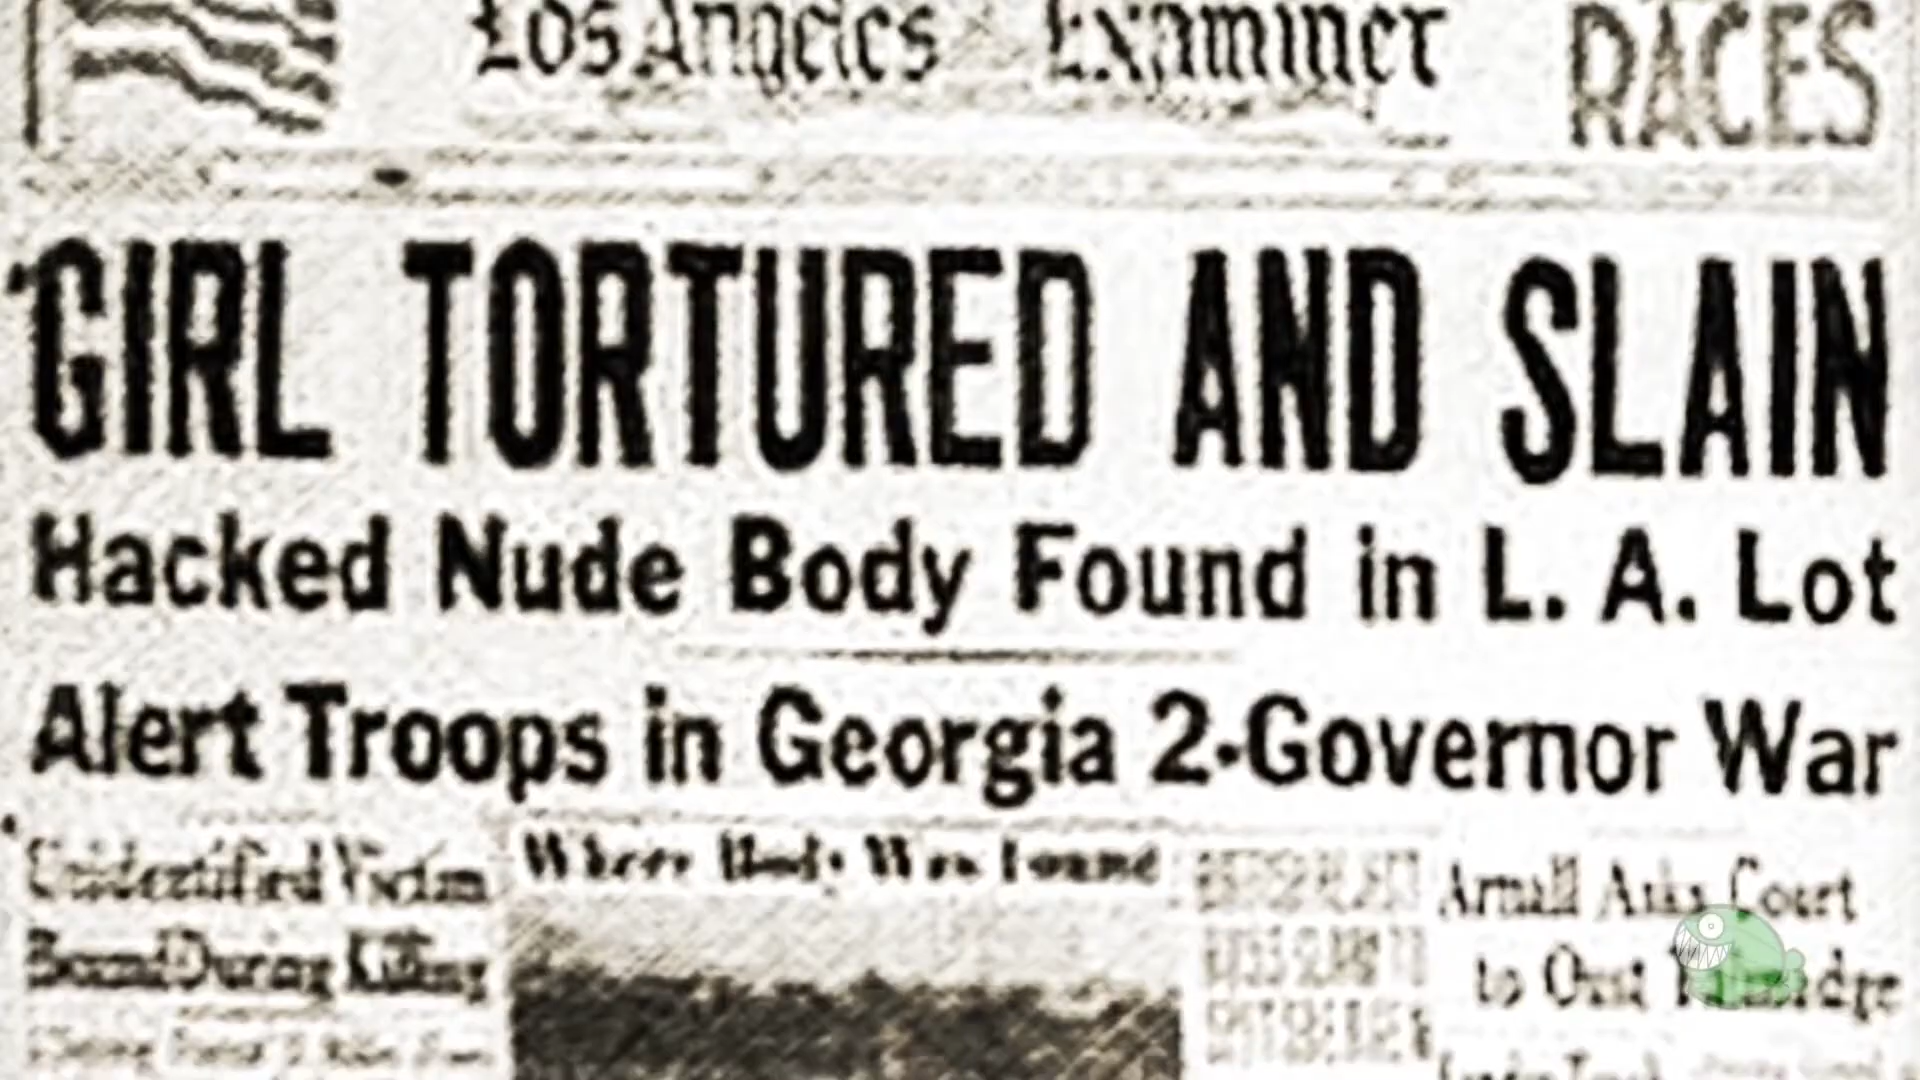 Los Angeles Examiner
RACES
GIRL TORTURED AND SLAIN
Hacked Nude Body Found in L. A. Lot
Alert Troops in Georgia 2-Governor War
Unidentified Victim
Bound During Killing
Where Body Was Found
Arnall Asks Court
to Oust Talmadge